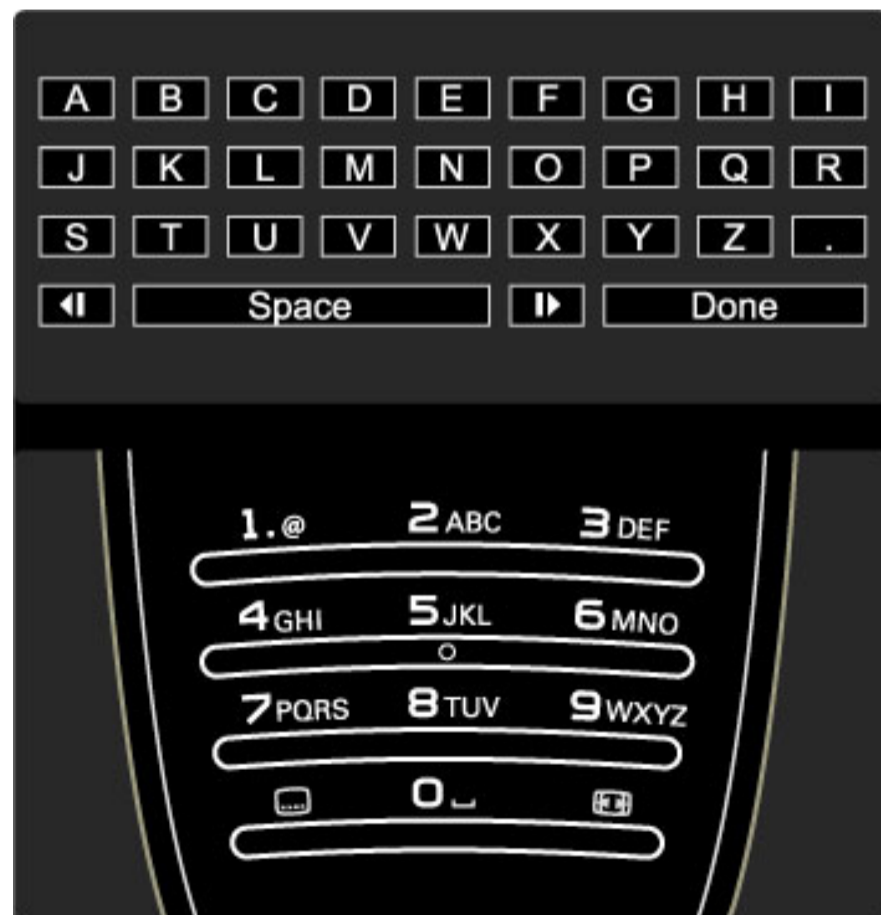 A B C D E F G H I
J K L M N O P Q R
S T U V W X Y Z .
Space Done
1.@ 2ABC 3DEF
4GHI 5JKL 6MNO
7PQRS 8TUV 9WXYZ
0